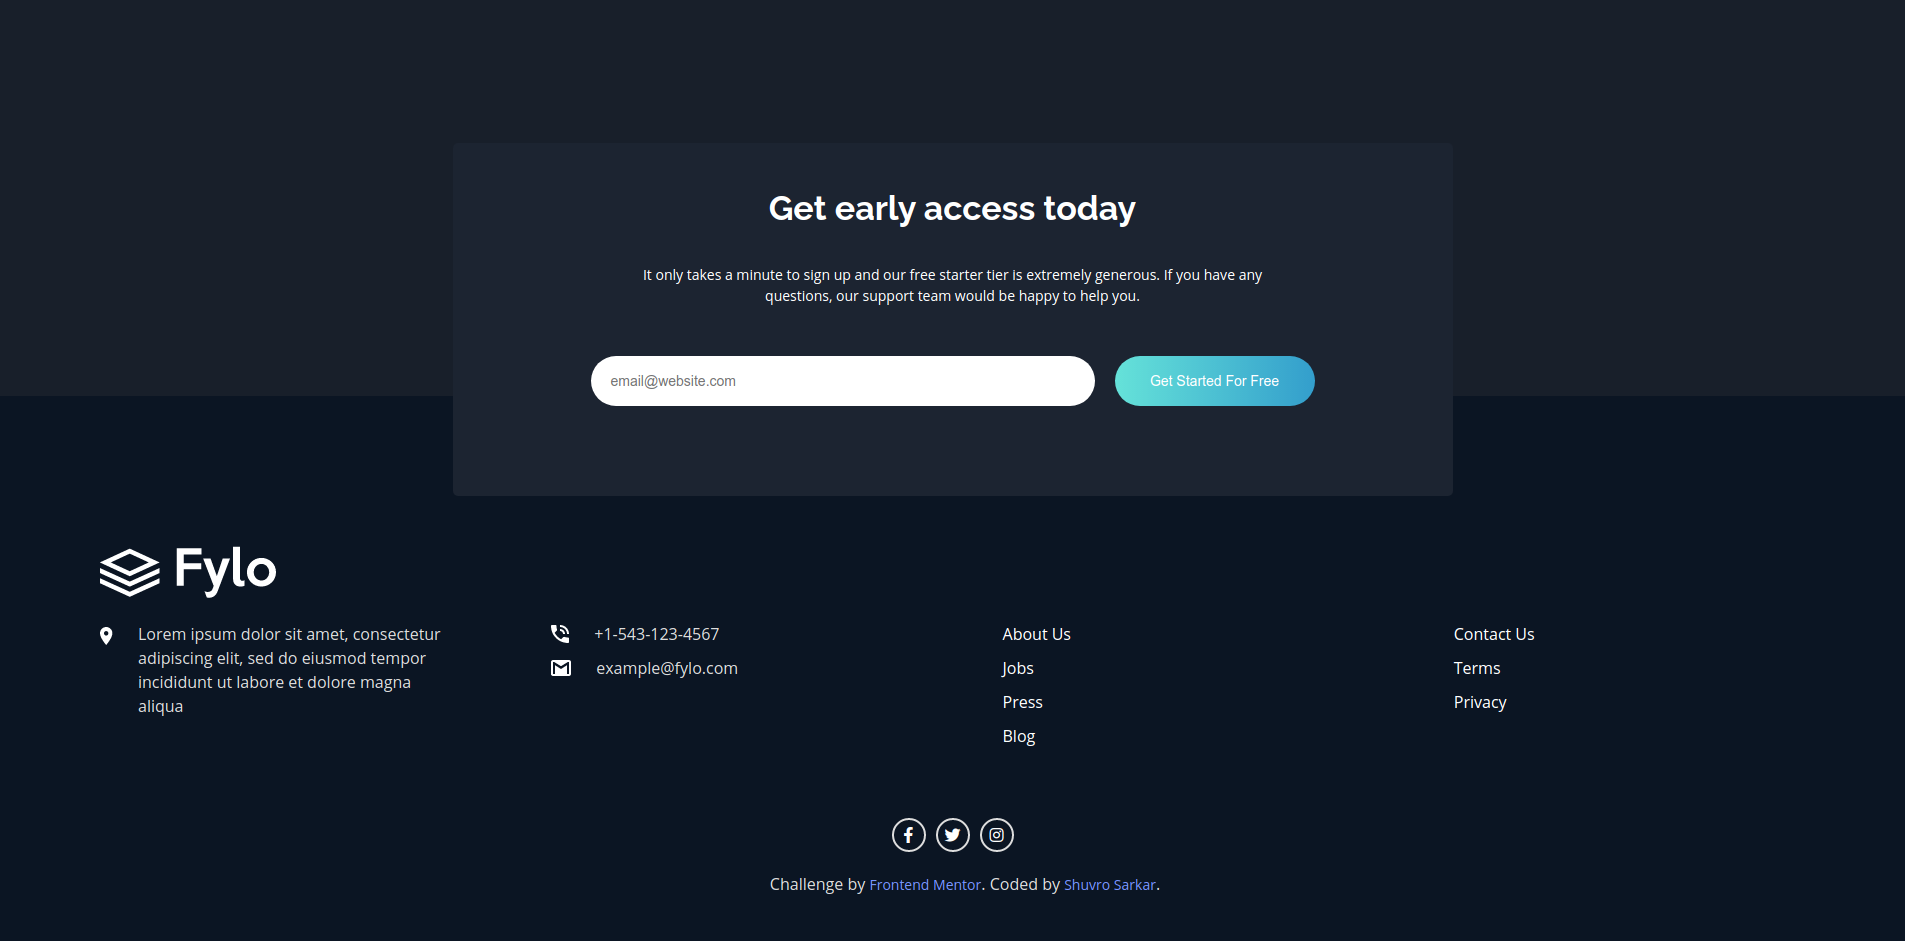 Get early access today
It only takes a minute to sign up and our free starter tier is extremely generous. If you have any
questions, our support team would be happy to help you.
email@website.com
Get Started For Free
Fylo
Lorem ipsum dolor sit amet, consectetur
adipiscing elit, sed do eiusmod tempor
incididunt ut labore et dolore magna
aliqua
+1-543-123-4567
example@fylo.com
About Us
Jobs
Press
Blog
Contact Us
Terms
Privacy
Challenge by Frontend Mentor. Coded by Shuvro Sarkar.